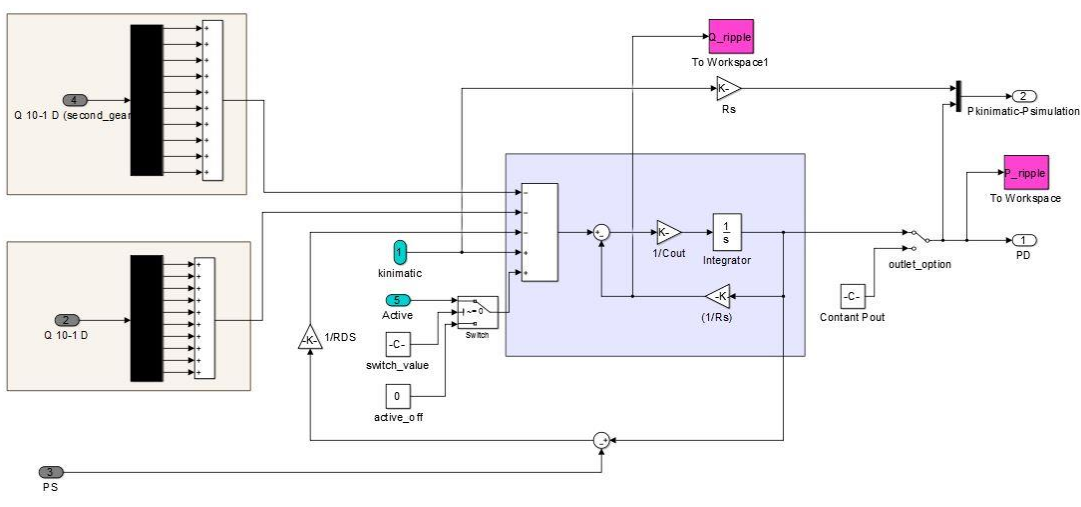 Q_ripple
To Workspace1
4
Q 10-1 D (second_gear
K-
Rs
2
Pkinimatic-Psimulation
P_ripple
To Workspace
1
kinimatic
K-
1/Cout
1
s
Integrator
outlet_option
1
PD
5
Active
~= 0
Switch
-K-
(1/Rs)
-C-
Contant Pout
2
Q 10-1 D
-K-
1/RDS
-C-
switch_value
0
active_off
3
PS